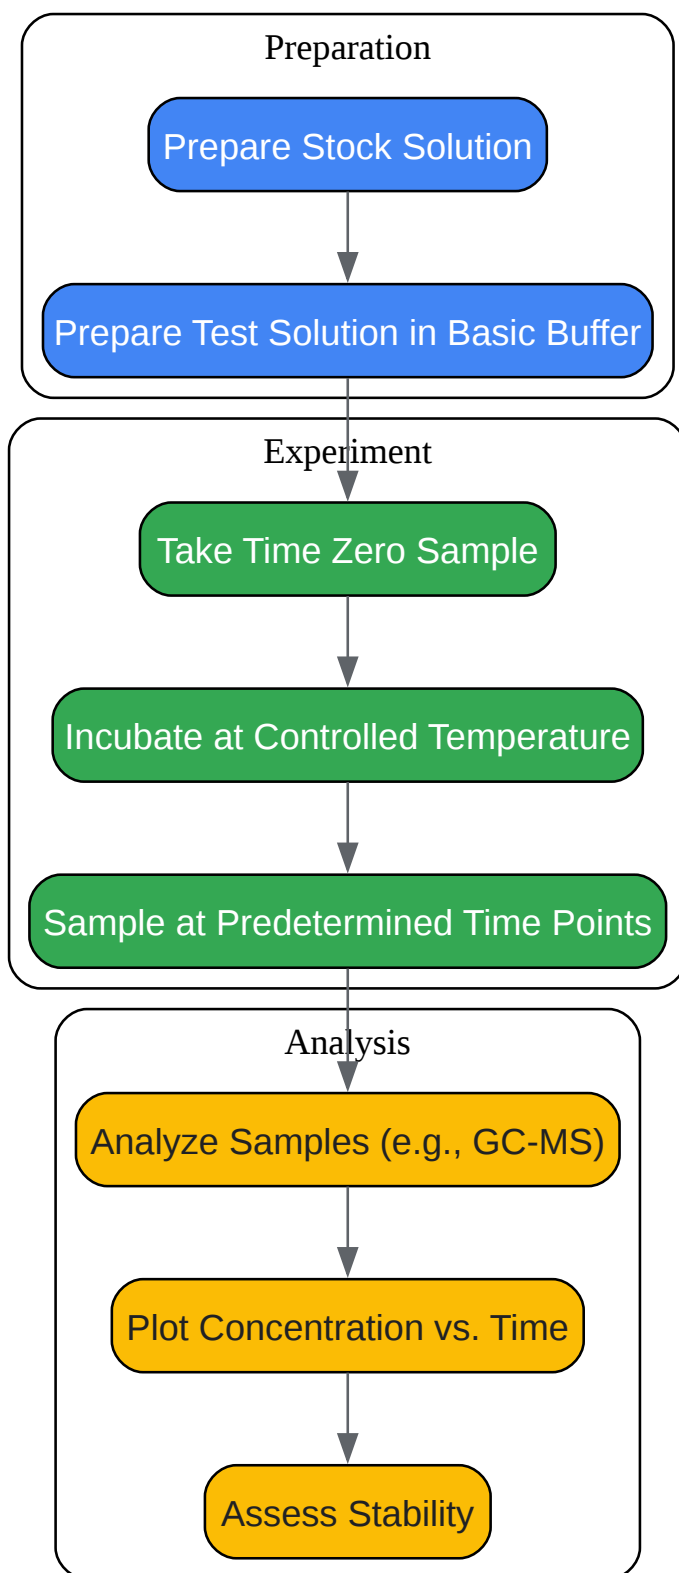 Preparation
Prepare Stock Solution
Prepare Test Solution in Basic Buffer
Experiment
Take Time Zero Sample
Incubate at Controlled Temperature
Sample at Predetermined Time Points
Analysis
Analyze Samples (e.g., GC-MS)
Plot Concentration vs. Time
Assess Stability